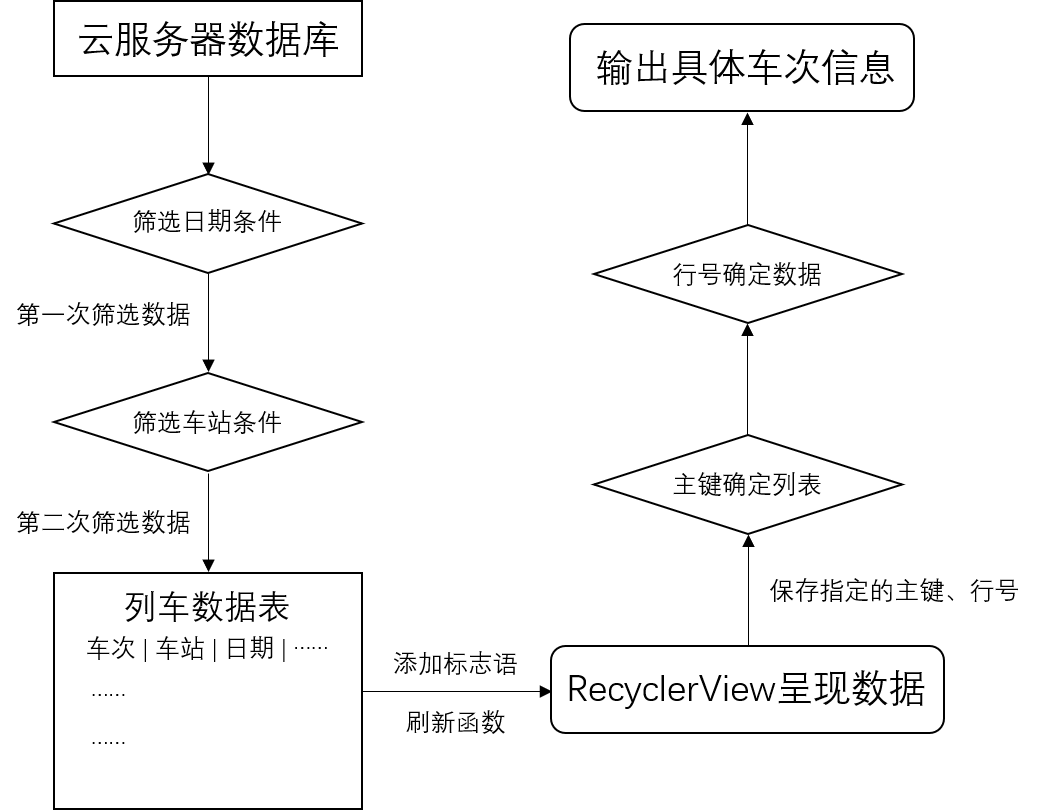 云服务器数据库
筛选日期条件
第一次筛选数据
筛选车站条件
第二次筛选数据
列车数据表
车次 | 车站 | 日期 | ······
······
······
添加标志语
刷新函数
RecyclerView呈现数据
保存指定的主键、行号
主键确定列表
行号确定数据
输出具体车次信息